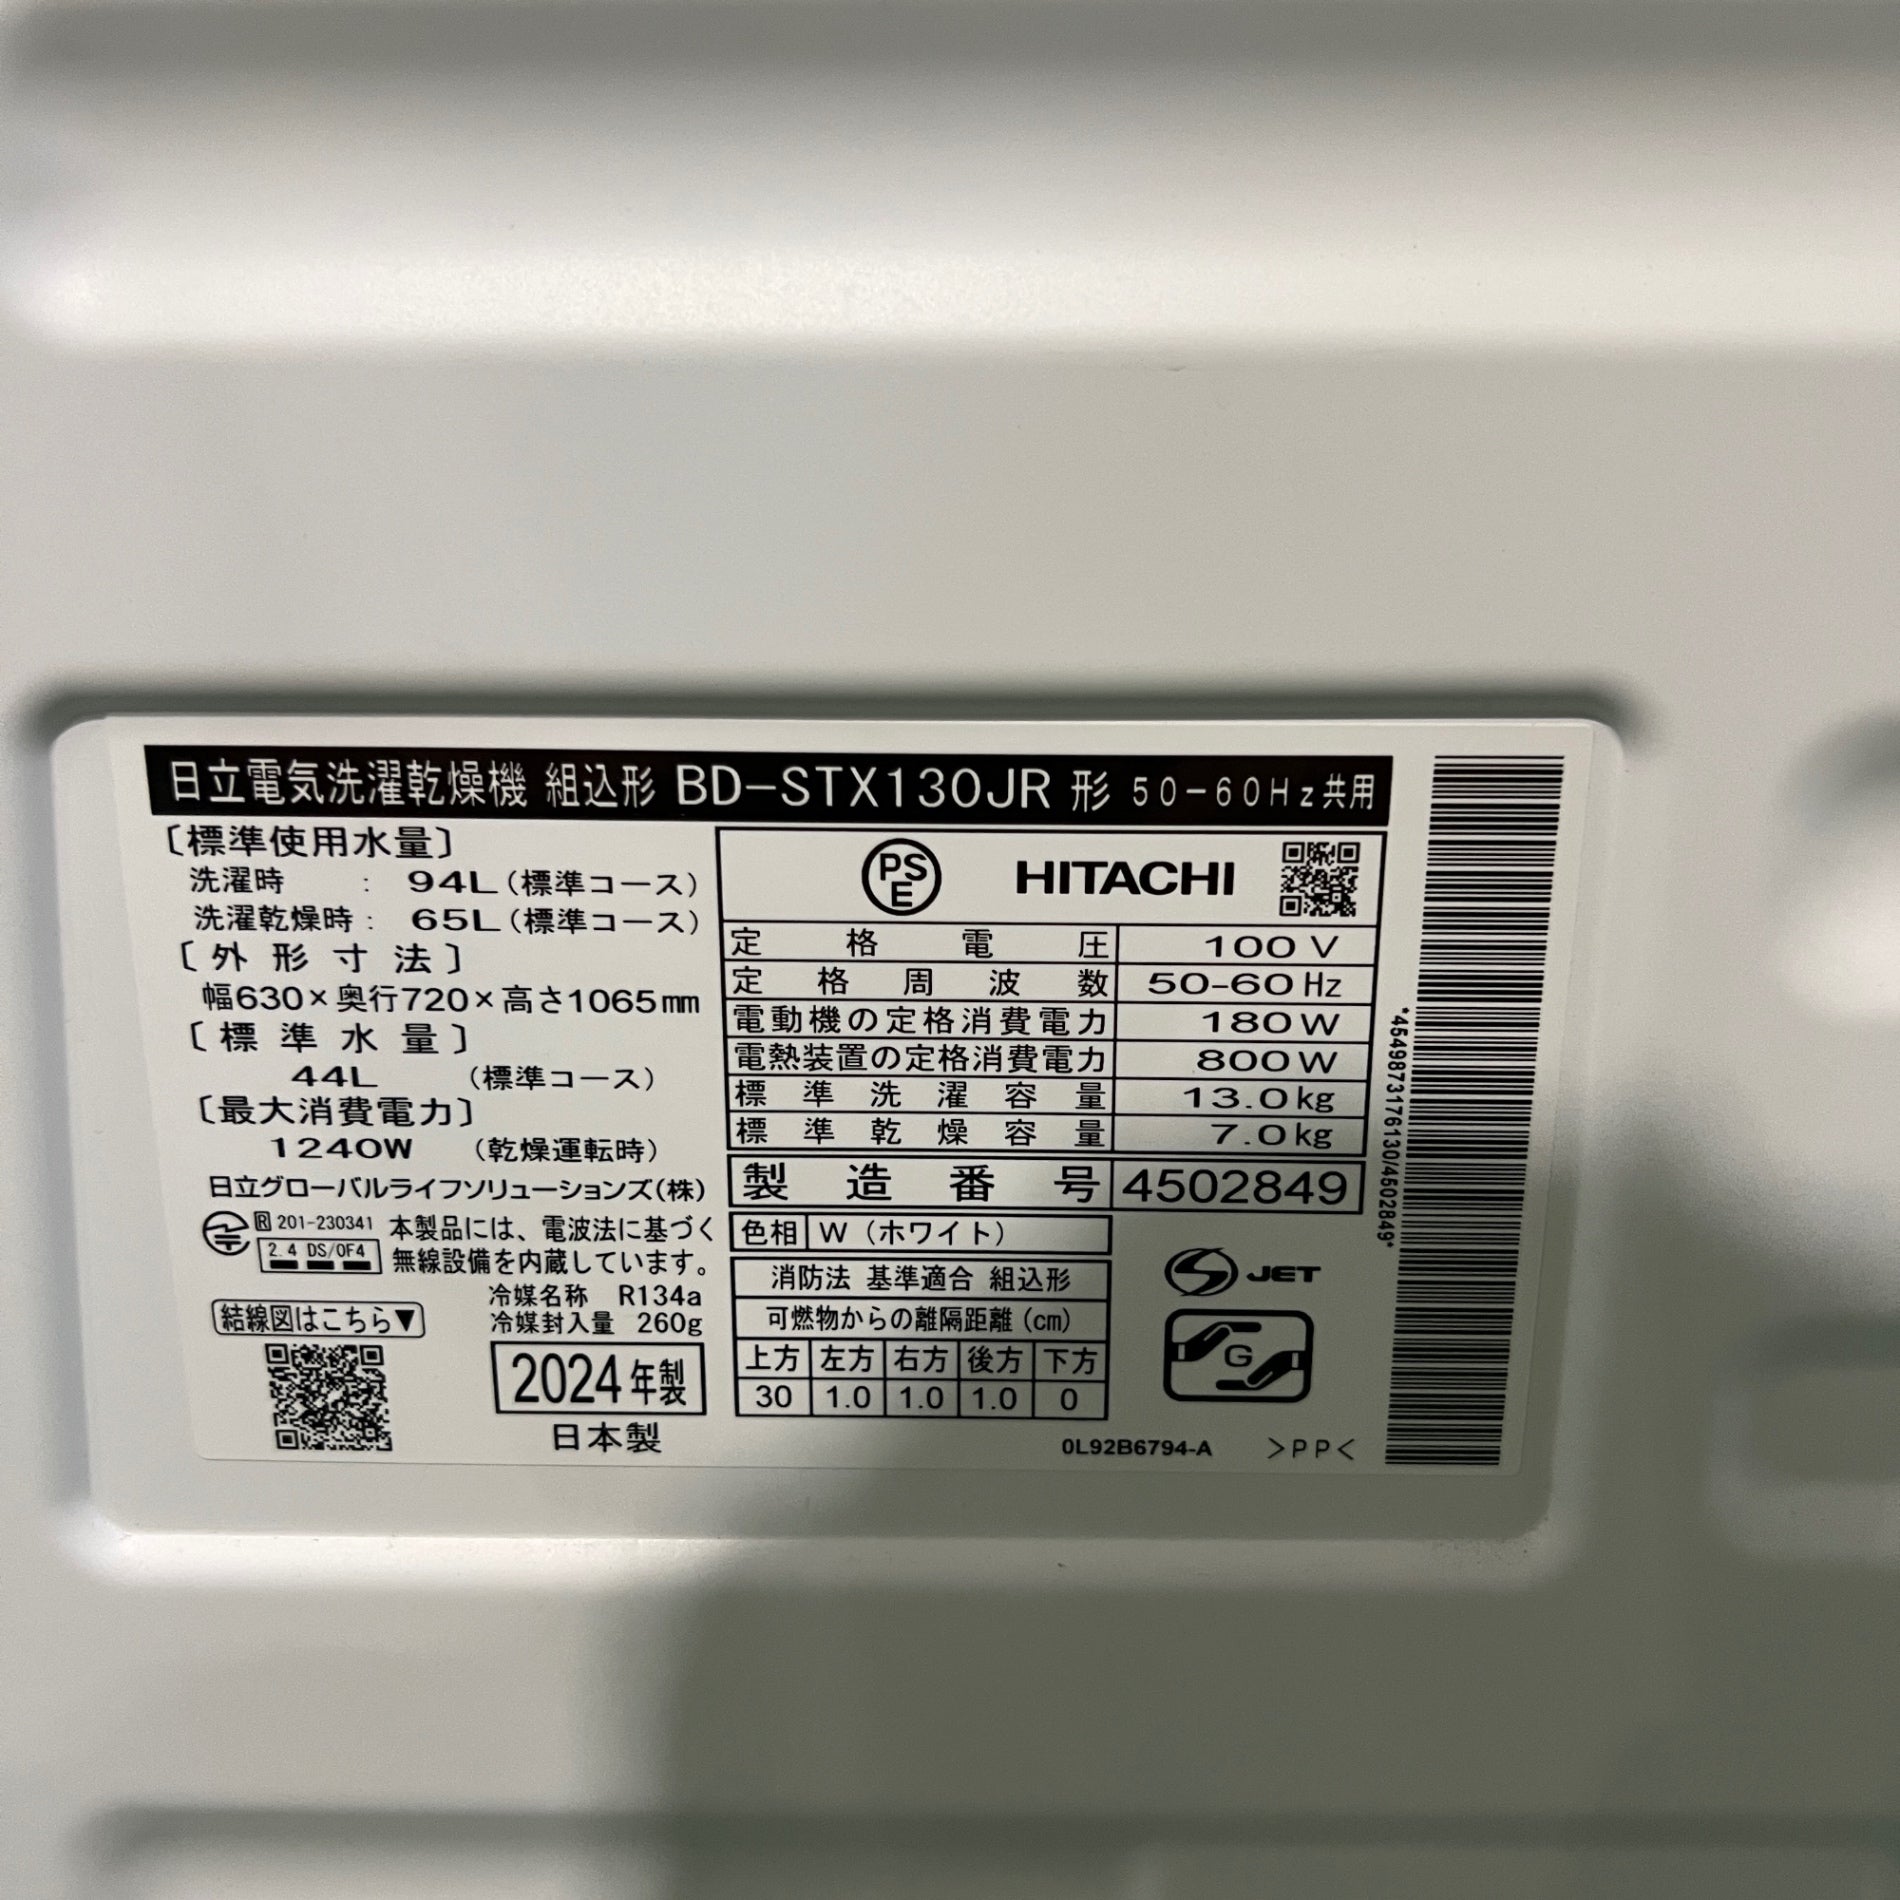 日立電気洗濯乾燥機 組込形 BD-STX130JR 形 50-60Hz共用
〔標準使用水量〕
洗濯時 : 94L(標準コース)
洗濯乾燥時: 65L(標準コース)
〔外形寸法〕
幅630×奥行720×高さ1065mm
〔標準水量〕
44L (標準コース)
〔最大消費電力〕
1240W (乾燥運転時)
日立グローバルライフソリューションズ(株)
R 201-230341
2.4 DS/OF4
本製品には、電波法に基づく
無線設備を内蔵しています。
冷媒名称 R134a
冷媒封入量 260g
結線図はこちら▼
2024年製
日本製
PS
E
HITACHI
定格電圧 100V
定格周波数 50-60Hz
電動機の定格消費電力 180W
電熱装置の定格消費電力 800W
標準洗濯容量 13.0kg
標準乾燥容量 7.0kg
製造番号 4502849
色相 W (ホワイト)
消防法 基準適合 組込形
可燃物からの離隔距離(cm)
上方 左方 右方 後方 下方
30 1.0 1.0 1.0 0
S JET
G
0L92B6794-A >PP<
*4549873176130/4502849*